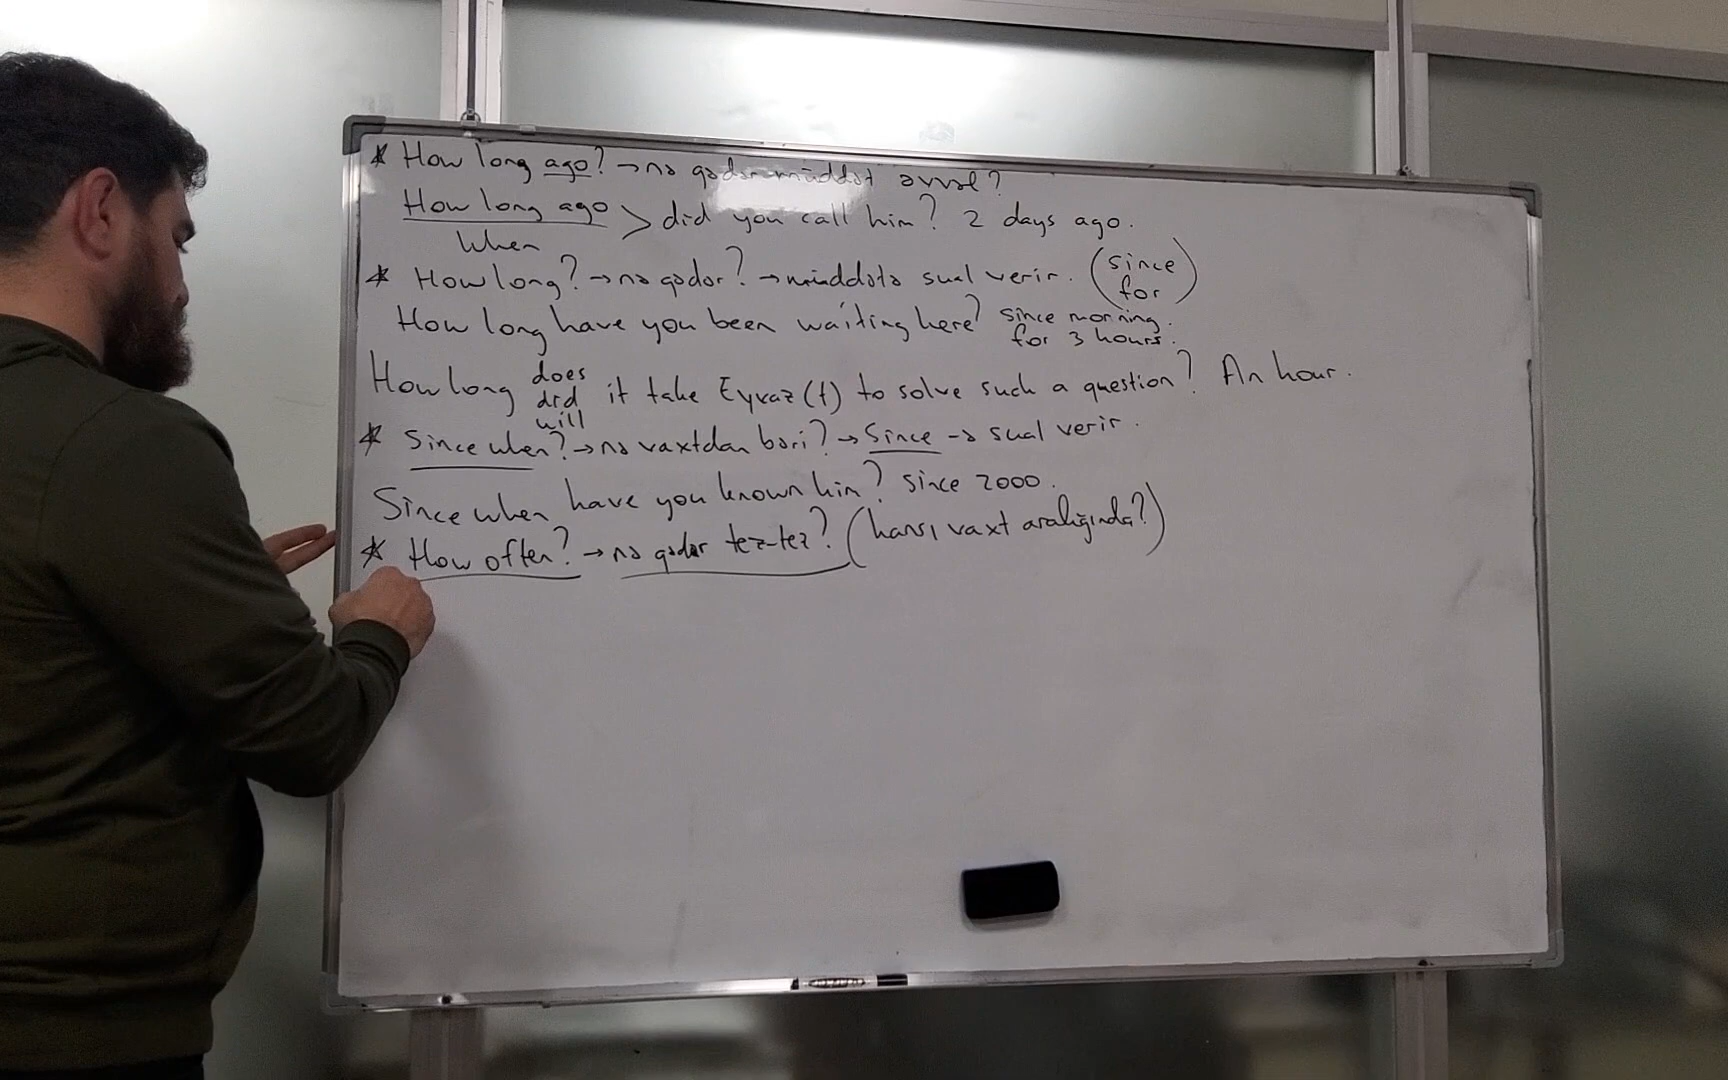 * How long ago? → nə qədər müddət əvvəl?
How long ago > did you call him? 2 days ago.
When
* How long? → nə qədər? → müddətə sual verir. (since
for)
How long have you been waiting here? since morning.
for 3 hours.
How long does it take Eyvaz (f) to solve such a question? An hour.
did
will
* Since when? → nə vaxtdan bəri? → Since → sual verir.
Since when have you known him? since 2000.
* How often? → nə qədər tez-tez? (hansı vaxt aralığında?)